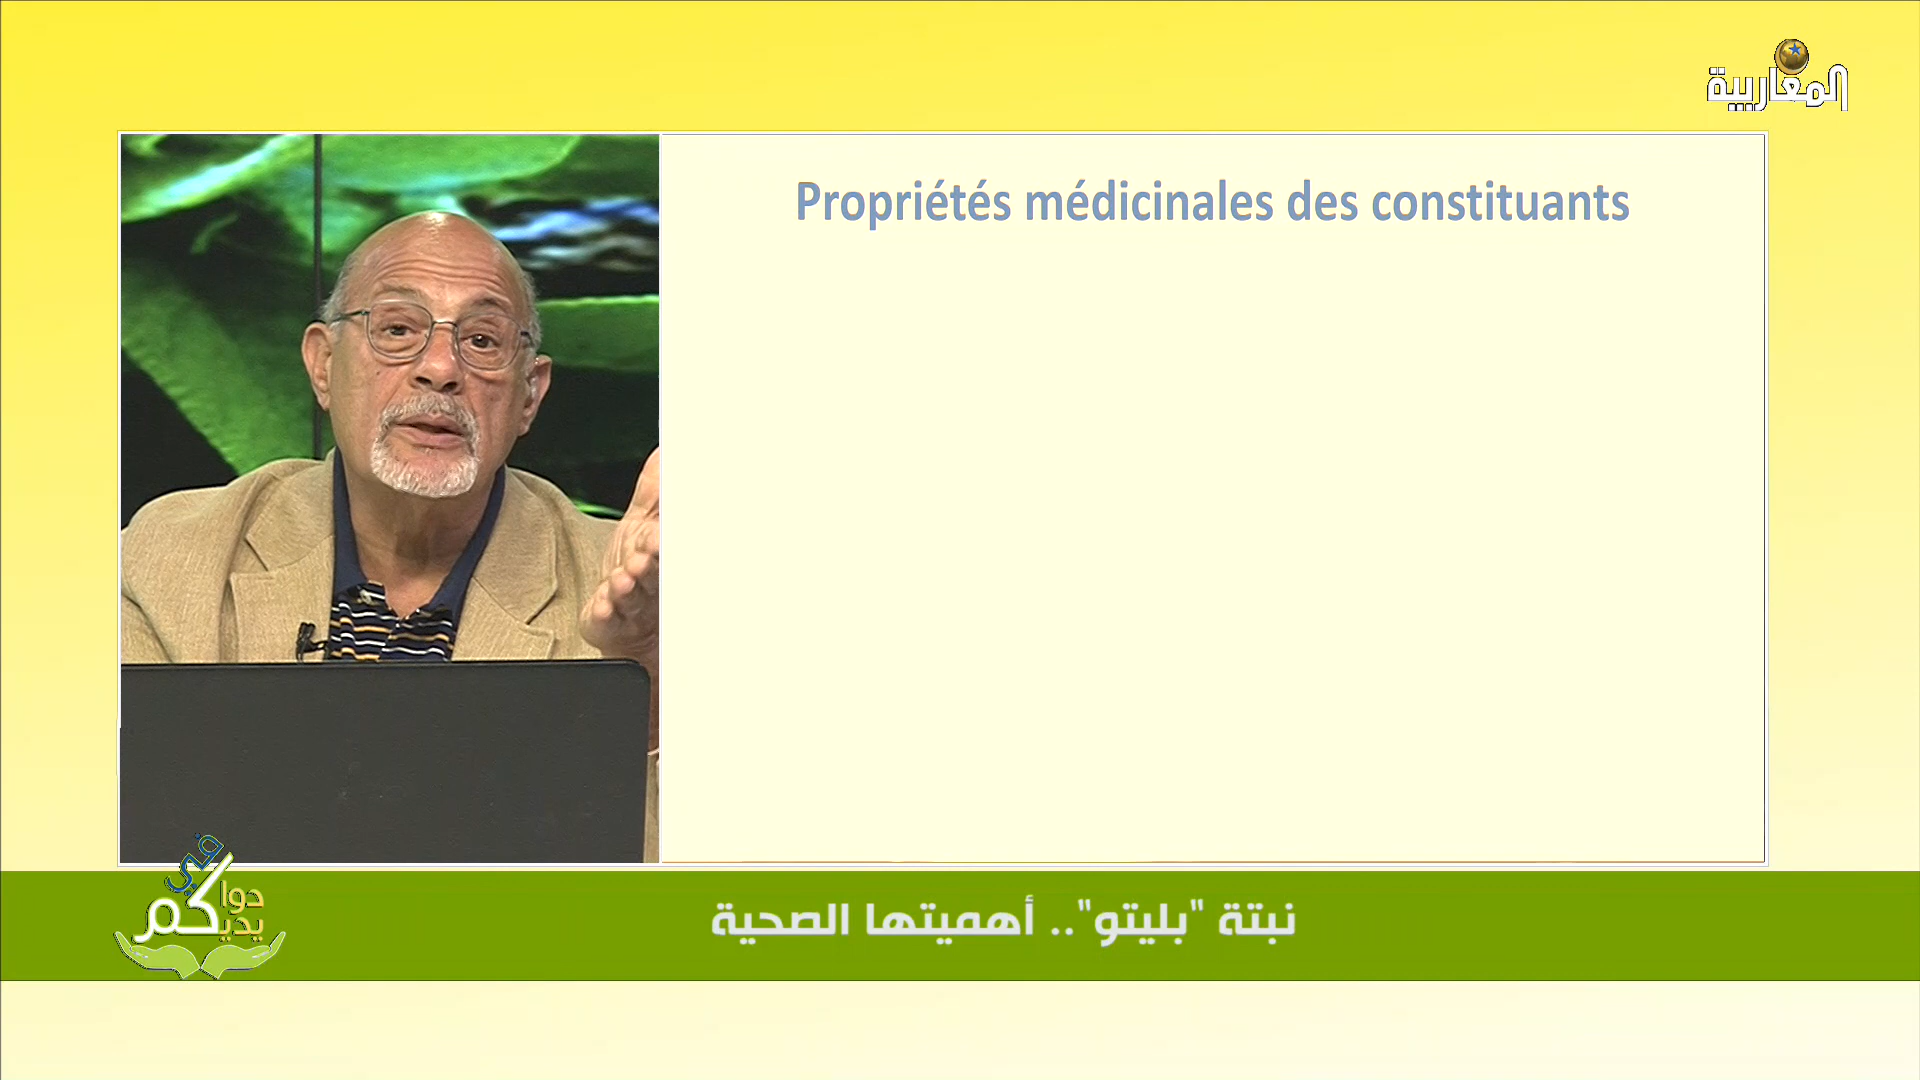 المغاربية
Propriétés médicinales des constituants
نبتة "بليتو".. أهميتها الصحية
دوا
في
يديكم